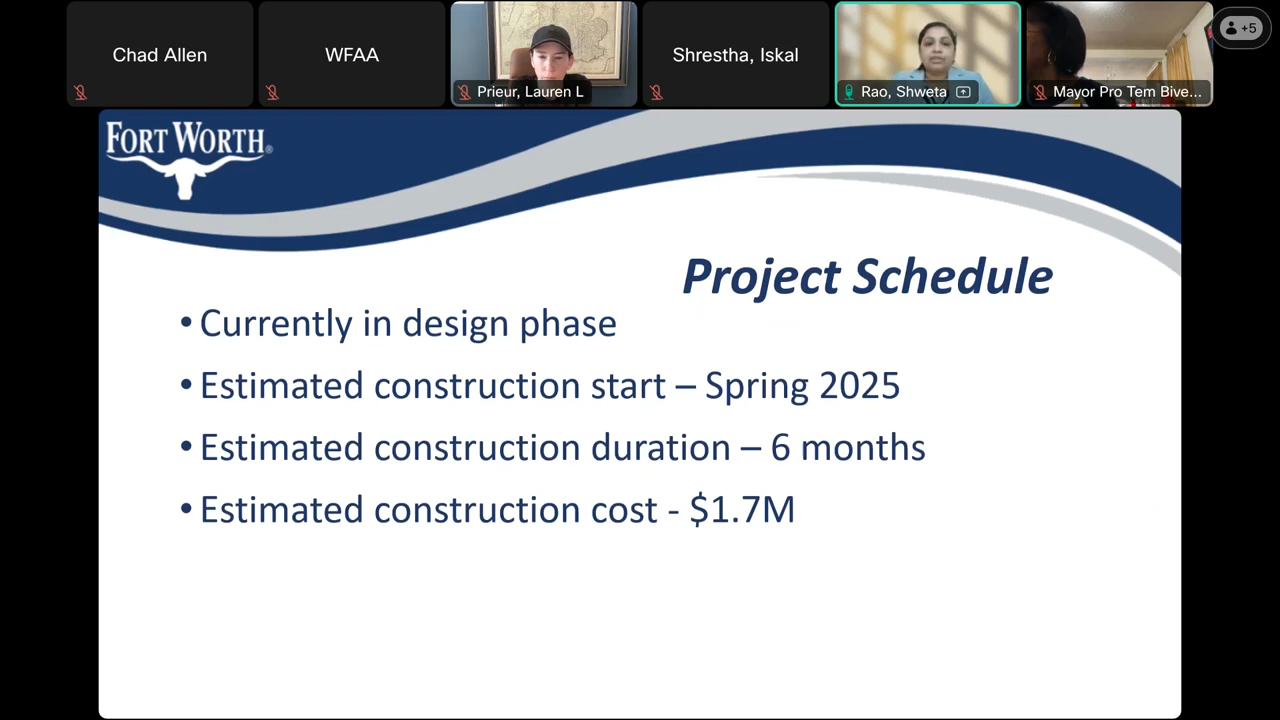 Chad Allen
WFAA
Prieur, Lauren L
Shrestha, Iskal
Rao, Shweta
Mayor Pro Tem Bive...
+5
FORT WORTH®
Project Schedule
• Currently in design phase
• Estimated construction start – Spring 2025
• Estimated construction duration – 6 months
• Estimated construction cost - $1.7M